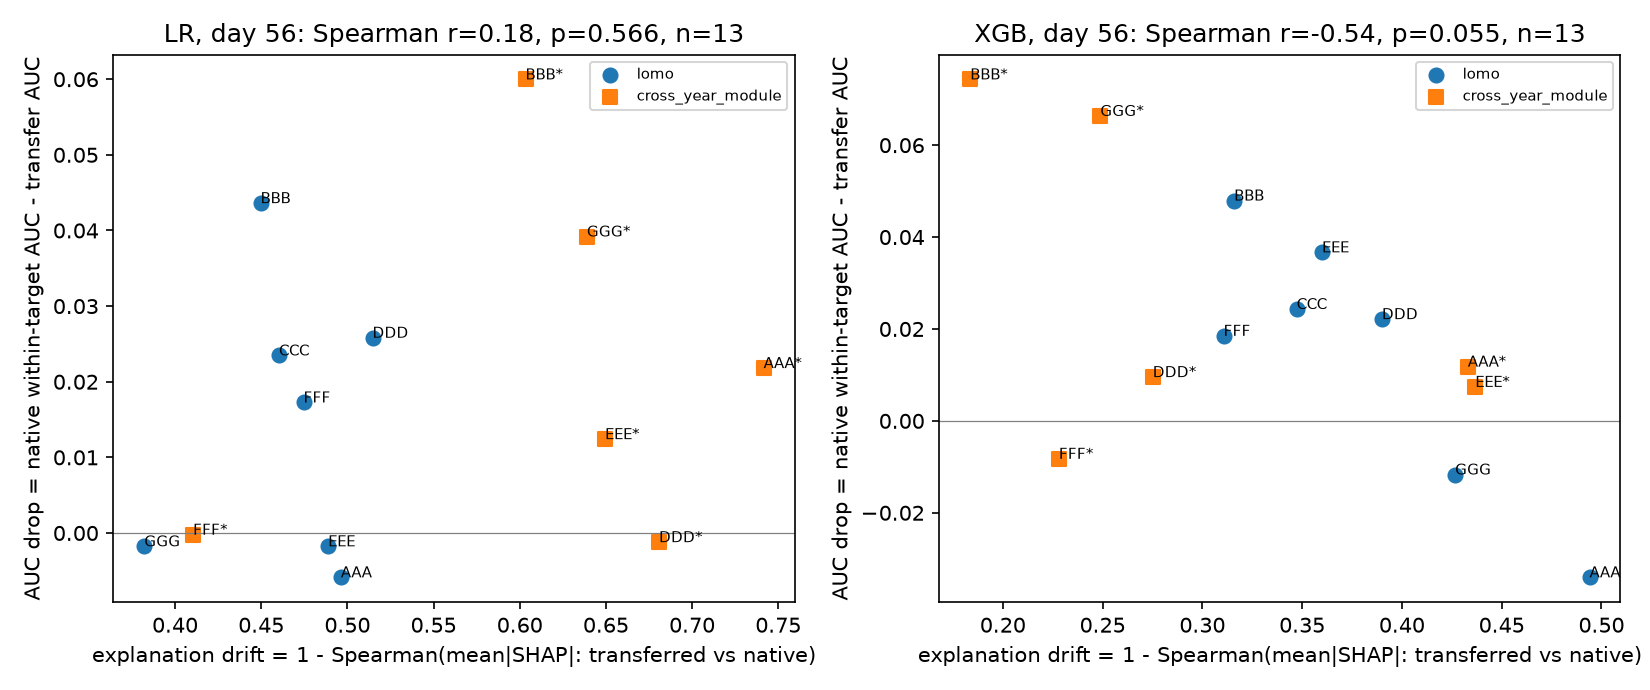 LR, day 56: Spearman r=0.18, p=0.566, n=13
AUC drop = native within-target AUC - transfer AUC
0.06
0.05
0.04
0.03
0.02
0.01
0.00
lomo
cross_year_module
BBB*
BBB
GGG*
DDD
CCC
AAA*
FFF
EEE*
FFF*
GGG
EEE
DDD*
AAA
0.40 0.45 0.50 0.55 0.60 0.65 0.70 0.75
explanation drift = 1 - Spearman(mean|SHAP|: transferred vs native)
XGB, day 56: Spearman r=-0.54, p=0.055, n=13
AUC drop = native within-target AUC - transfer AUC
0.06
0.04
0.02
0.00
−0.02
lomo
cross_year_module
BBB*
GGG*
BBB
EEE
CCC
DDD
FFF
AAA*
DDD*
EEE*
FFF*
GGG
AAA
0.20 0.25 0.30 0.35 0.40 0.45 0.50
explanation drift = 1 - Spearman(mean|SHAP|: transferred vs native)